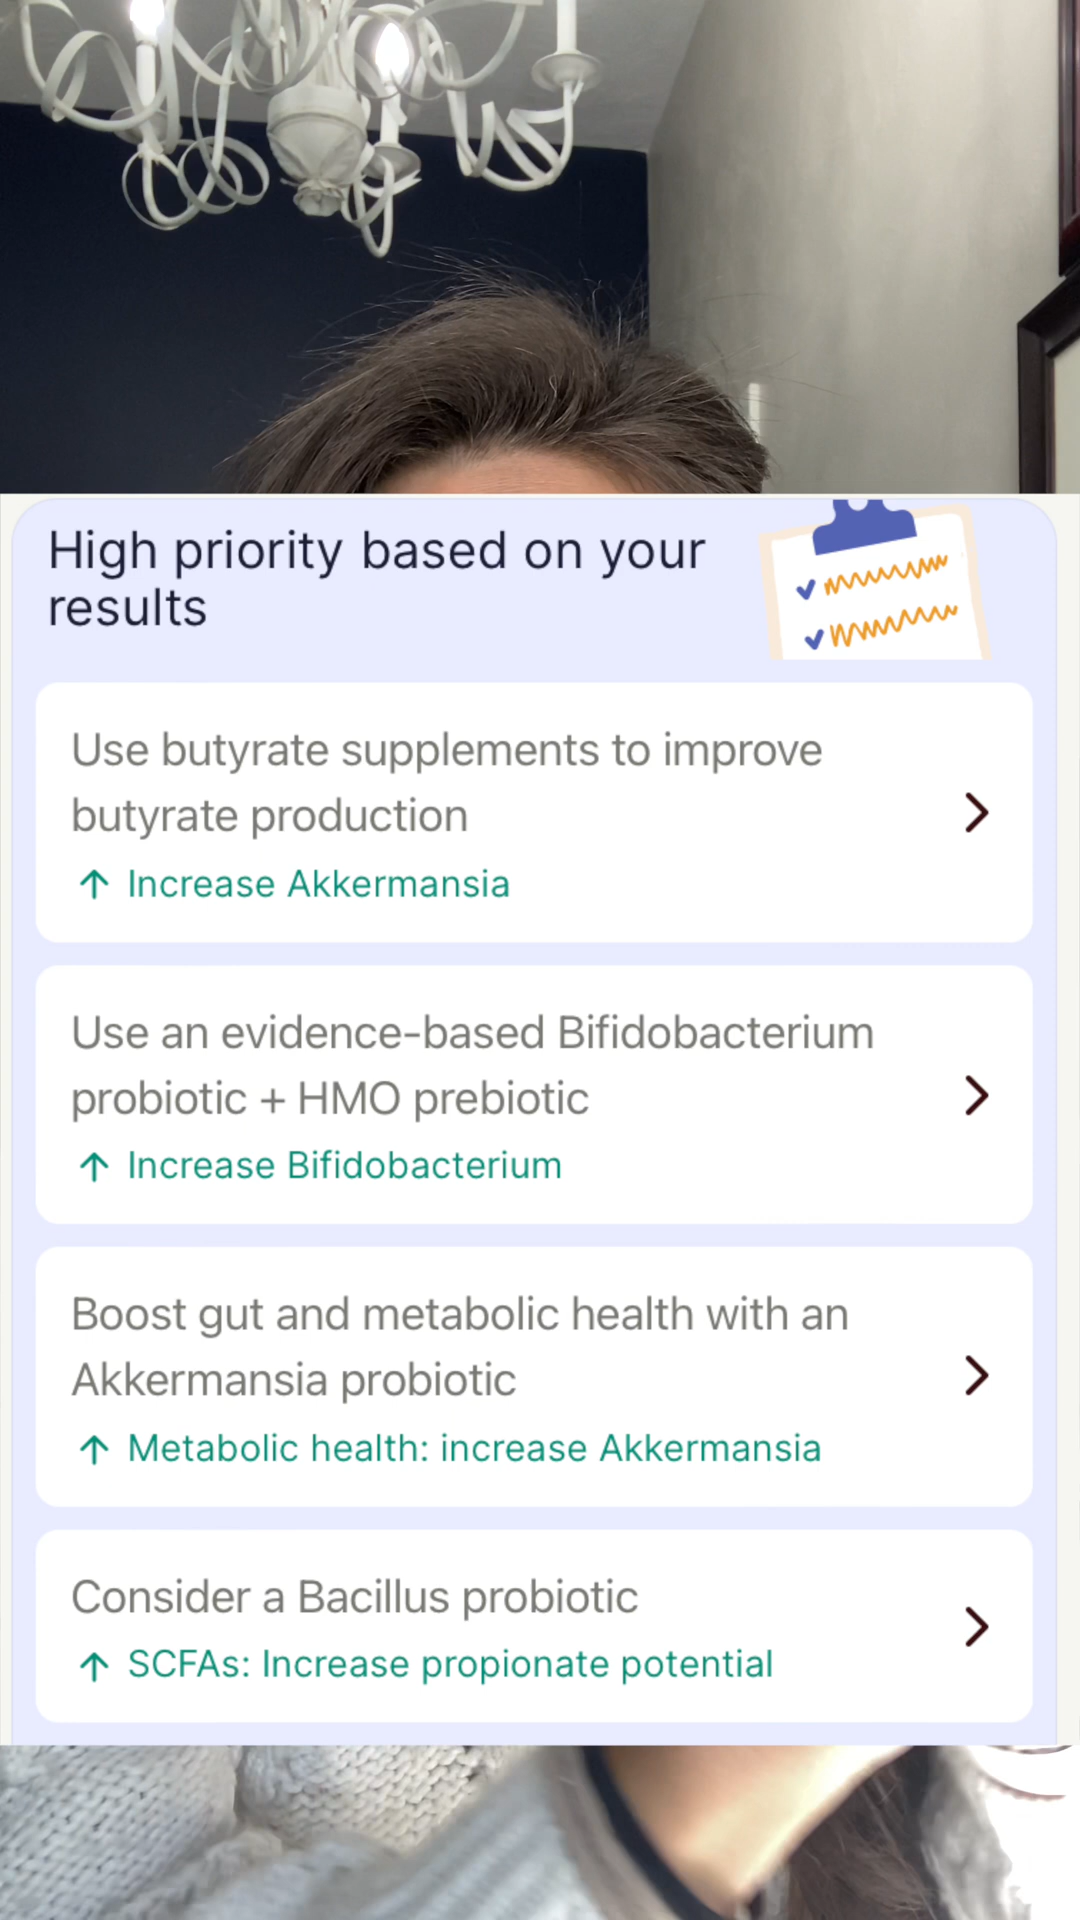 High priority based on your
results
Use butyrate supplements to improve
butyrate production
↑ Increase Akkermansia
Use an evidence-based Bifidobacterium
probiotic + HMO prebiotic
↑ Increase Bifidobacterium
Boost gut and metabolic health with an
Akkermansia probiotic
↑ Metabolic health: increase Akkermansia
Consider a Bacillus probiotic
↑ SCFAs: Increase propionate potential